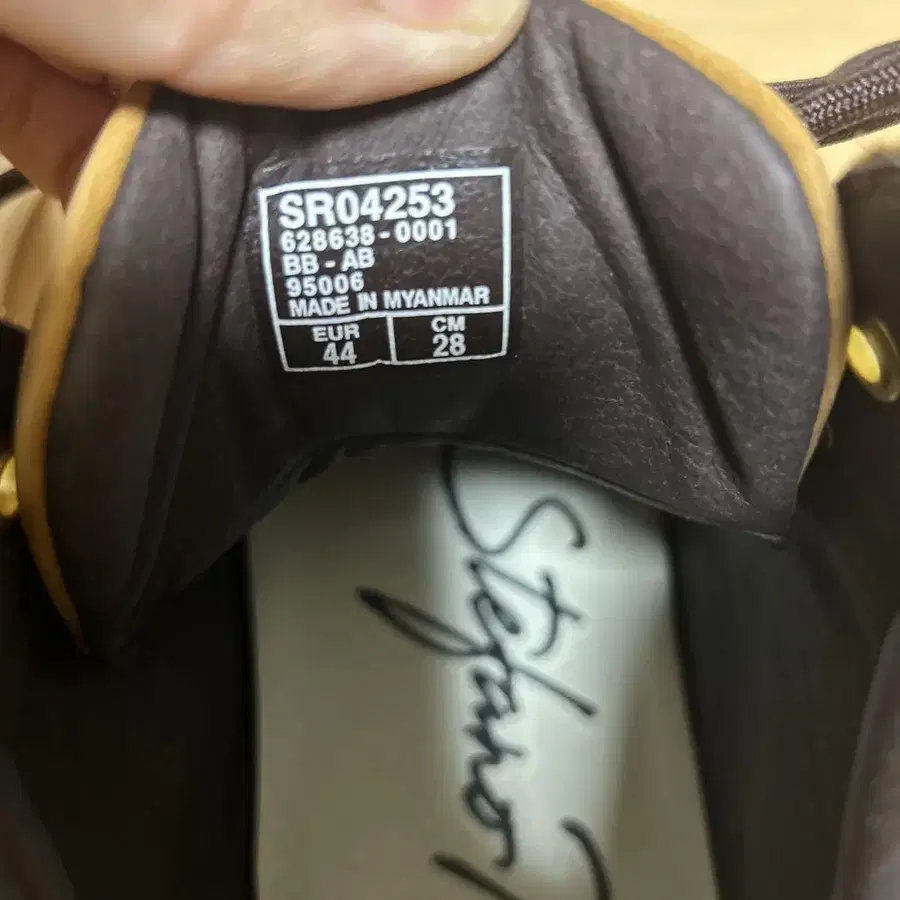 SR04253
628638-0001
BB-AB
95006
MADE IN MYANMAR
EUR
44
CM
28
Stefano